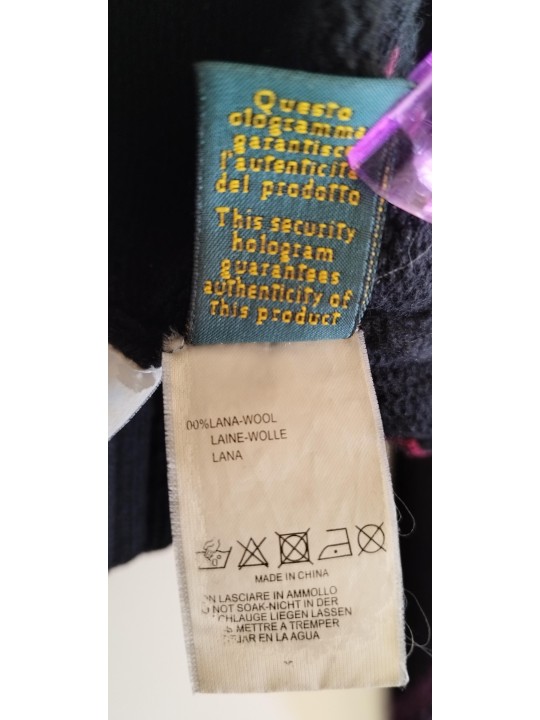 Questo
ologramma
garantisce
l'autenticità
del prodotto
This security
hologram
guarantees
authenticity of
this product
00%LANA-WOOL
LAINE-WOLLE
LANA
MADE IN CHINA
N LASCIARE IN AMMOLLO
O NOT SOAK-NICHT IN DER
CHLAUGE LIEGEN LASSEN
METTRE A TREMPER
JAR EN LA AGUA